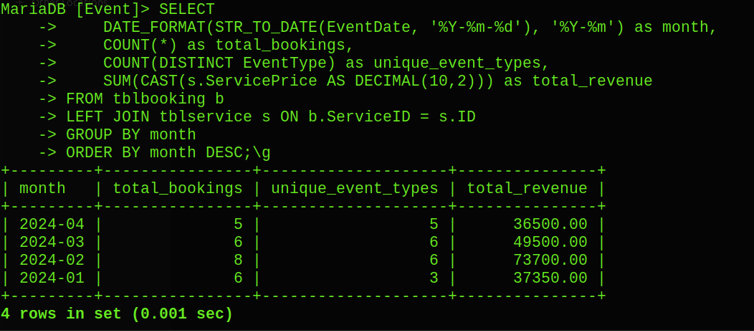 MariaDB [Event]> SELECT
    ->     DATE_FORMAT(STR_TO_DATE(EventDate, '%Y-%m-%d'), '%Y-%m') as month,
    ->     COUNT(*) as total_bookings,
    ->     COUNT(DISTINCT EventType) as unique_event_types,
    ->     SUM(CAST(s.ServicePrice AS DECIMAL(10,2))) as total_revenue
    -> FROM tblbooking b
    -> LEFT JOIN tblservice s ON b.ServiceID = s.ID
    -> GROUP BY month
    -> ORDER BY month DESC;\g
+---------+----------------+--------------------+---------------+
| month   | total_bookings | unique_event_types | total_revenue |
+---------+----------------+--------------------+---------------+
| 2024-04 |              5 |                  5 |      36500.00 |
| 2024-03 |              6 |                  6 |      49500.00 |
| 2024-02 |              8 |                  6 |      73700.00 |
| 2024-01 |              6 |                  3 |      37350.00 |
+---------+----------------+--------------------+---------------+
4 rows in set (0.001 sec)